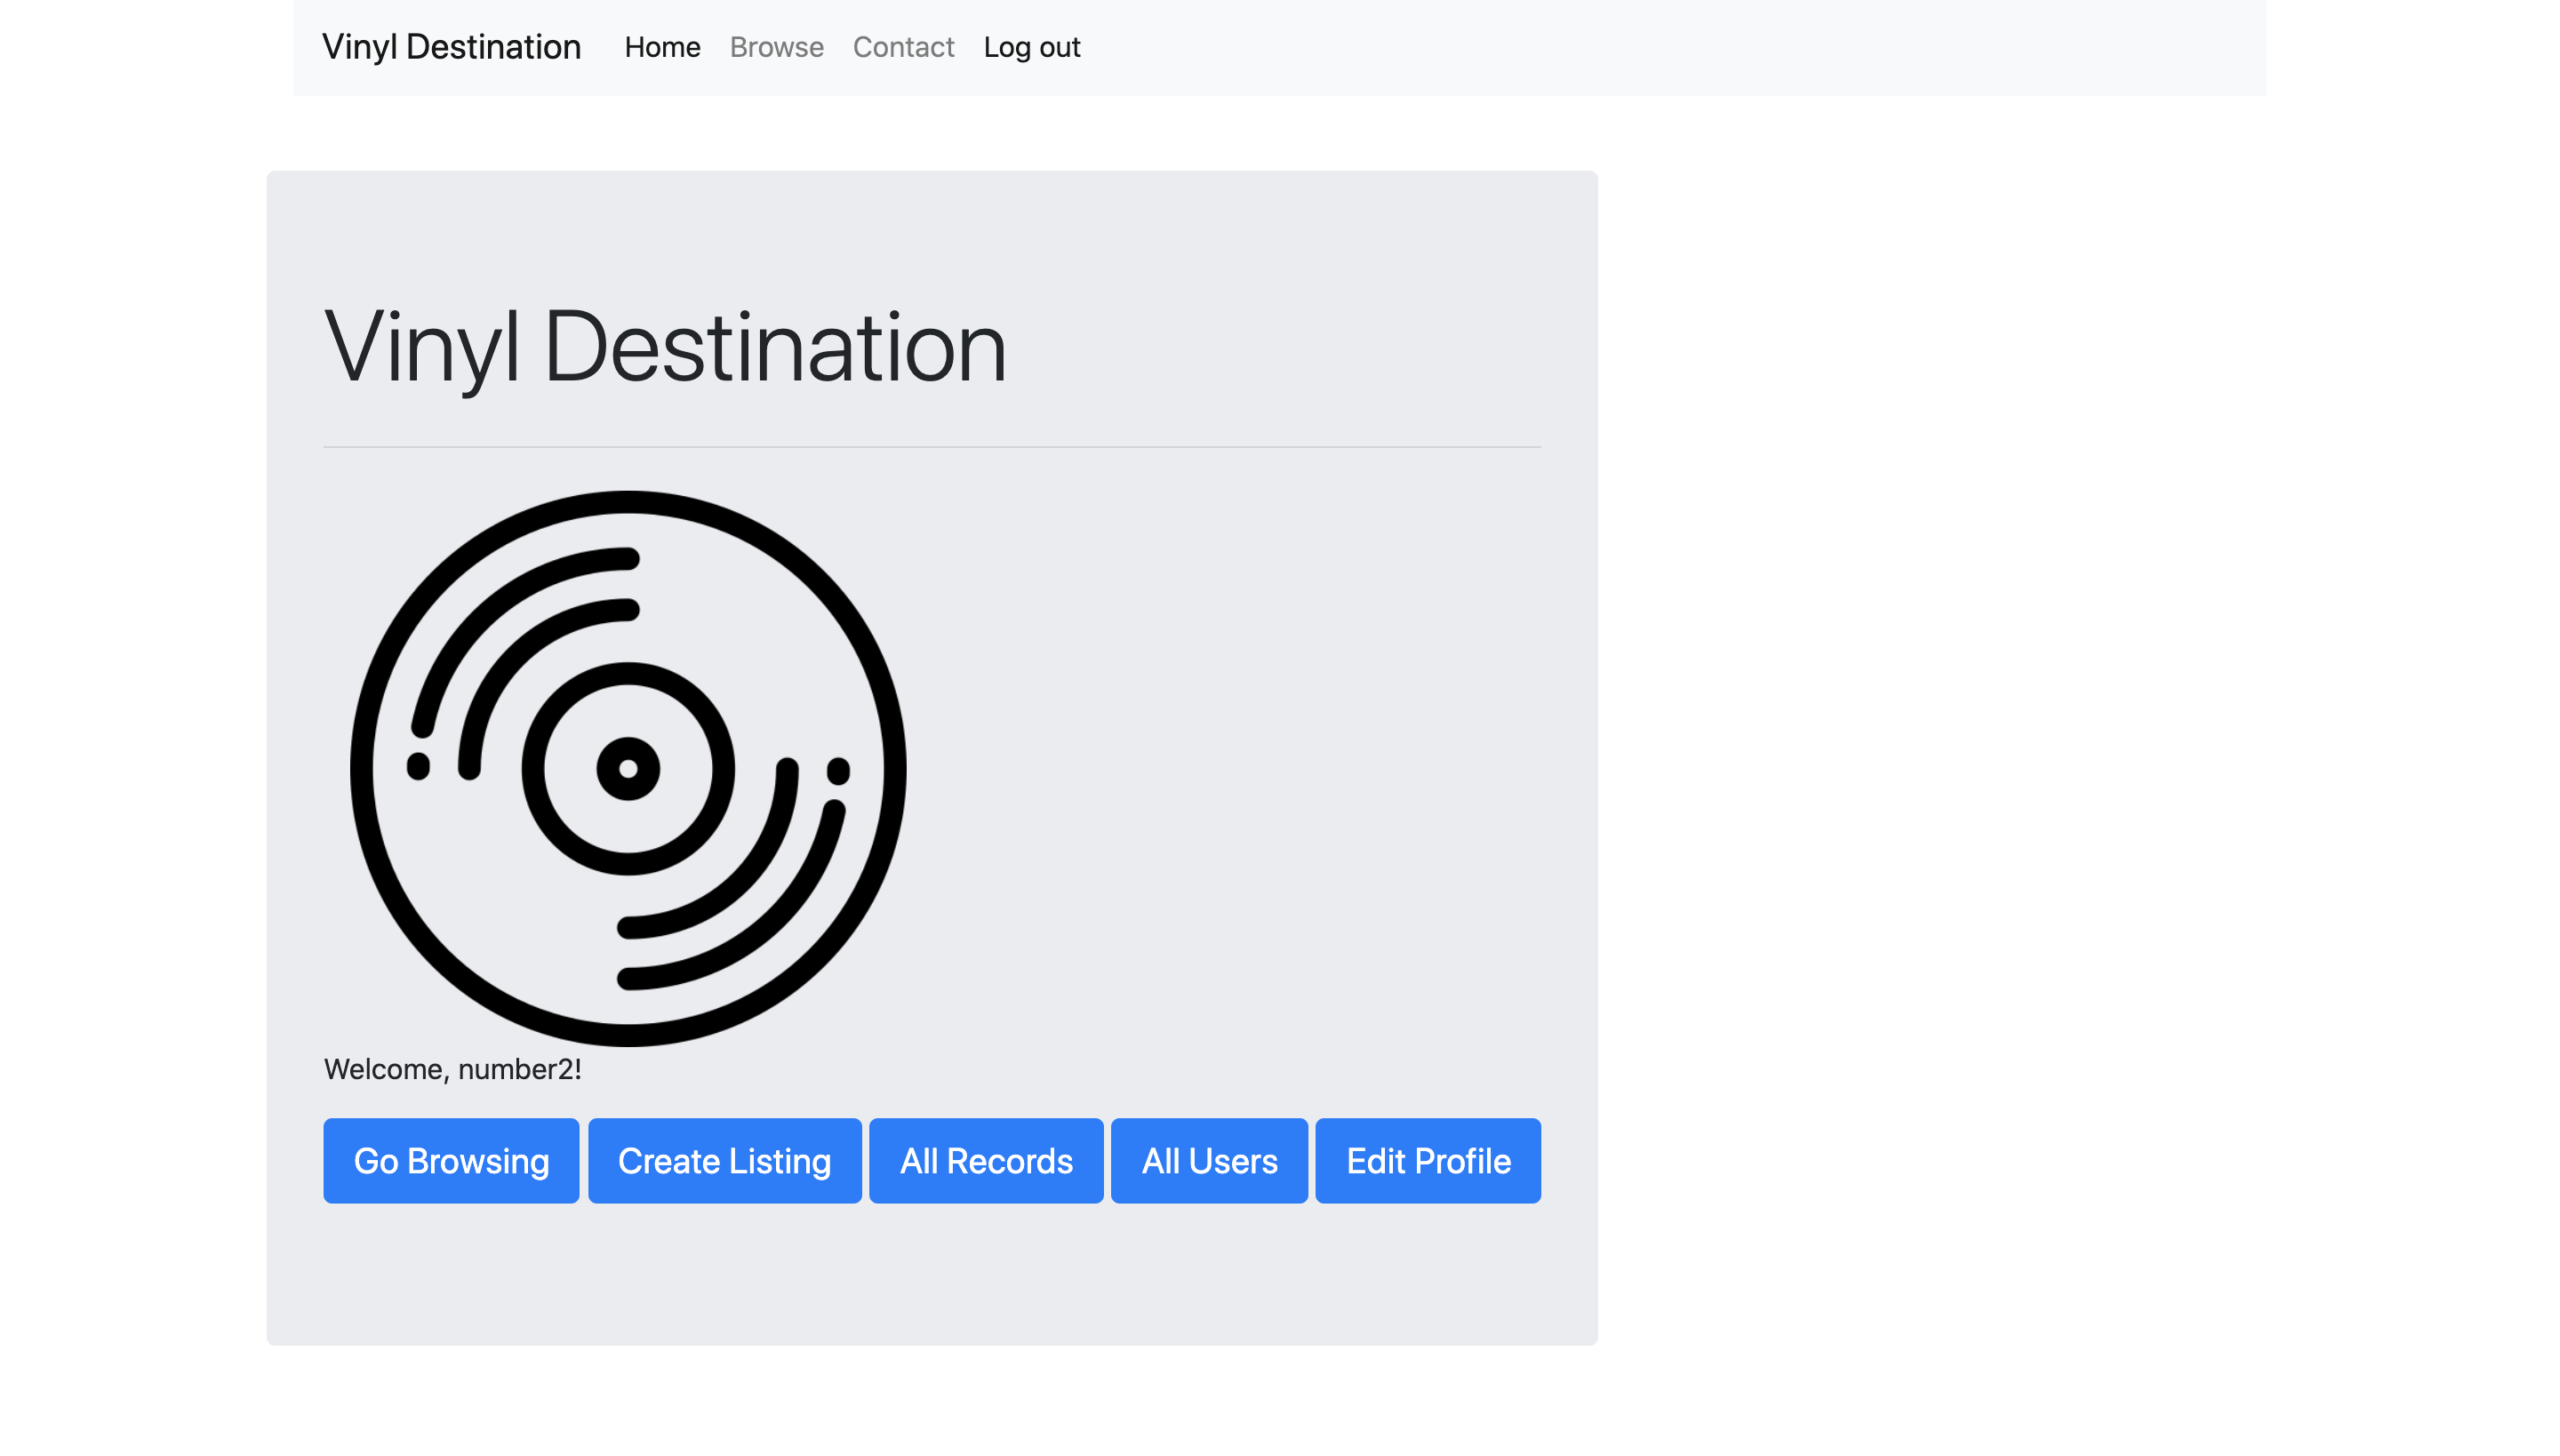 Vinyl Destination Home Browse Contact Log out
Vinyl Destination
Welcome, number2!
Go Browsing Create Listing All Records All Users Edit Profile